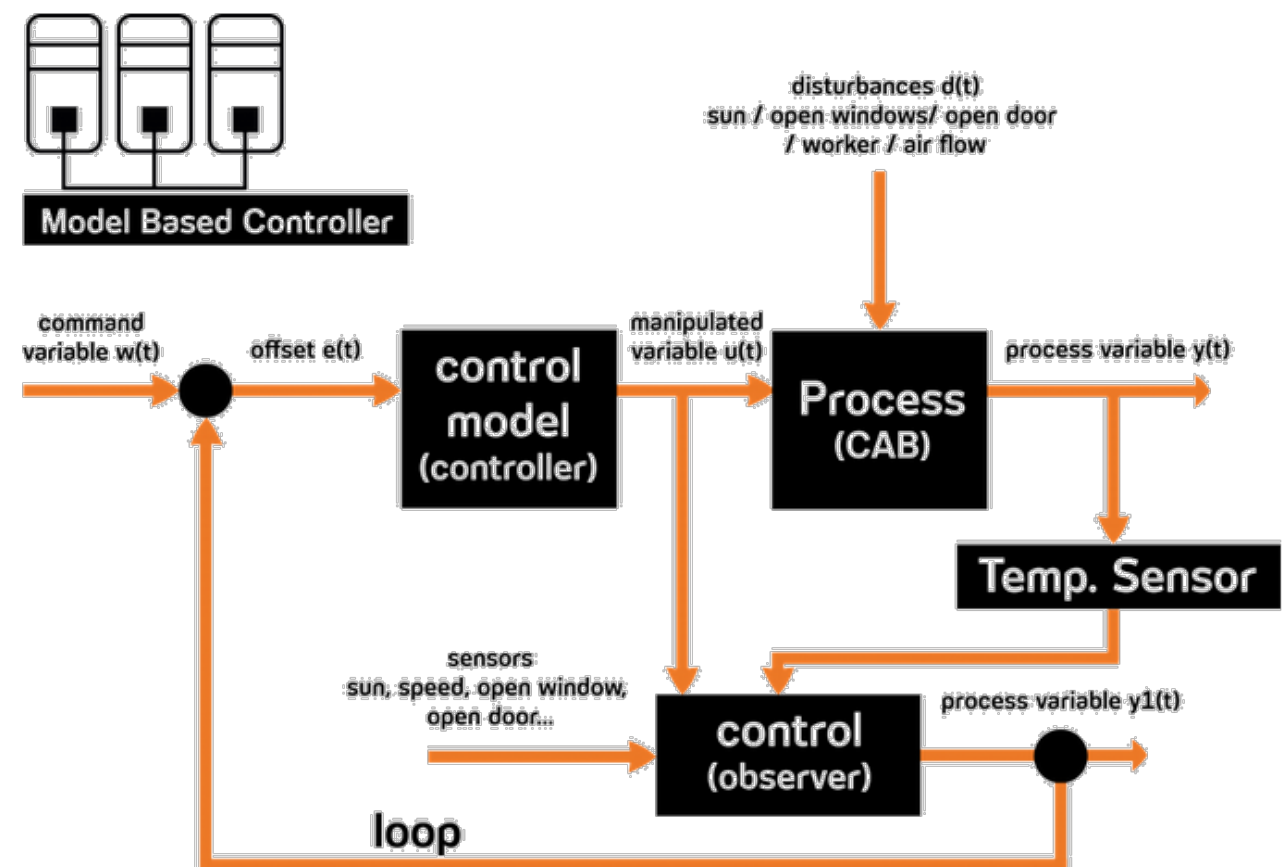 Model Based Controller
disturbances d(t)
sun / open windows/ open door
/ worker / air flow
command
variable w(t)
offset e(t)
control
model
(controller)
manipulated
variable u(t)
Process
(CAB)
process variable y(t)
Temp. Sensor
sensors
sun, speed, open window,
open door...
control
(observer)
process variable y1(t)
loop